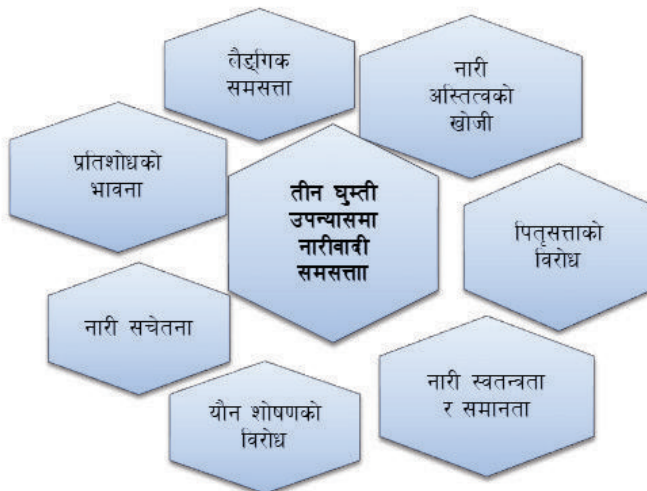 लैङ्गिक
समसत्ता
नारी
अस्तित्वको
खोजी
प्रतिशोधको
भावना
तीन घुम्ती
उपन्यासमा
नारीवादी
समसत्ताा
पितृसत्ताको
विरोध
नारी सचेतना
नारी स्वतन्त्रता
र समानता
यौन शोषणको
विरोध